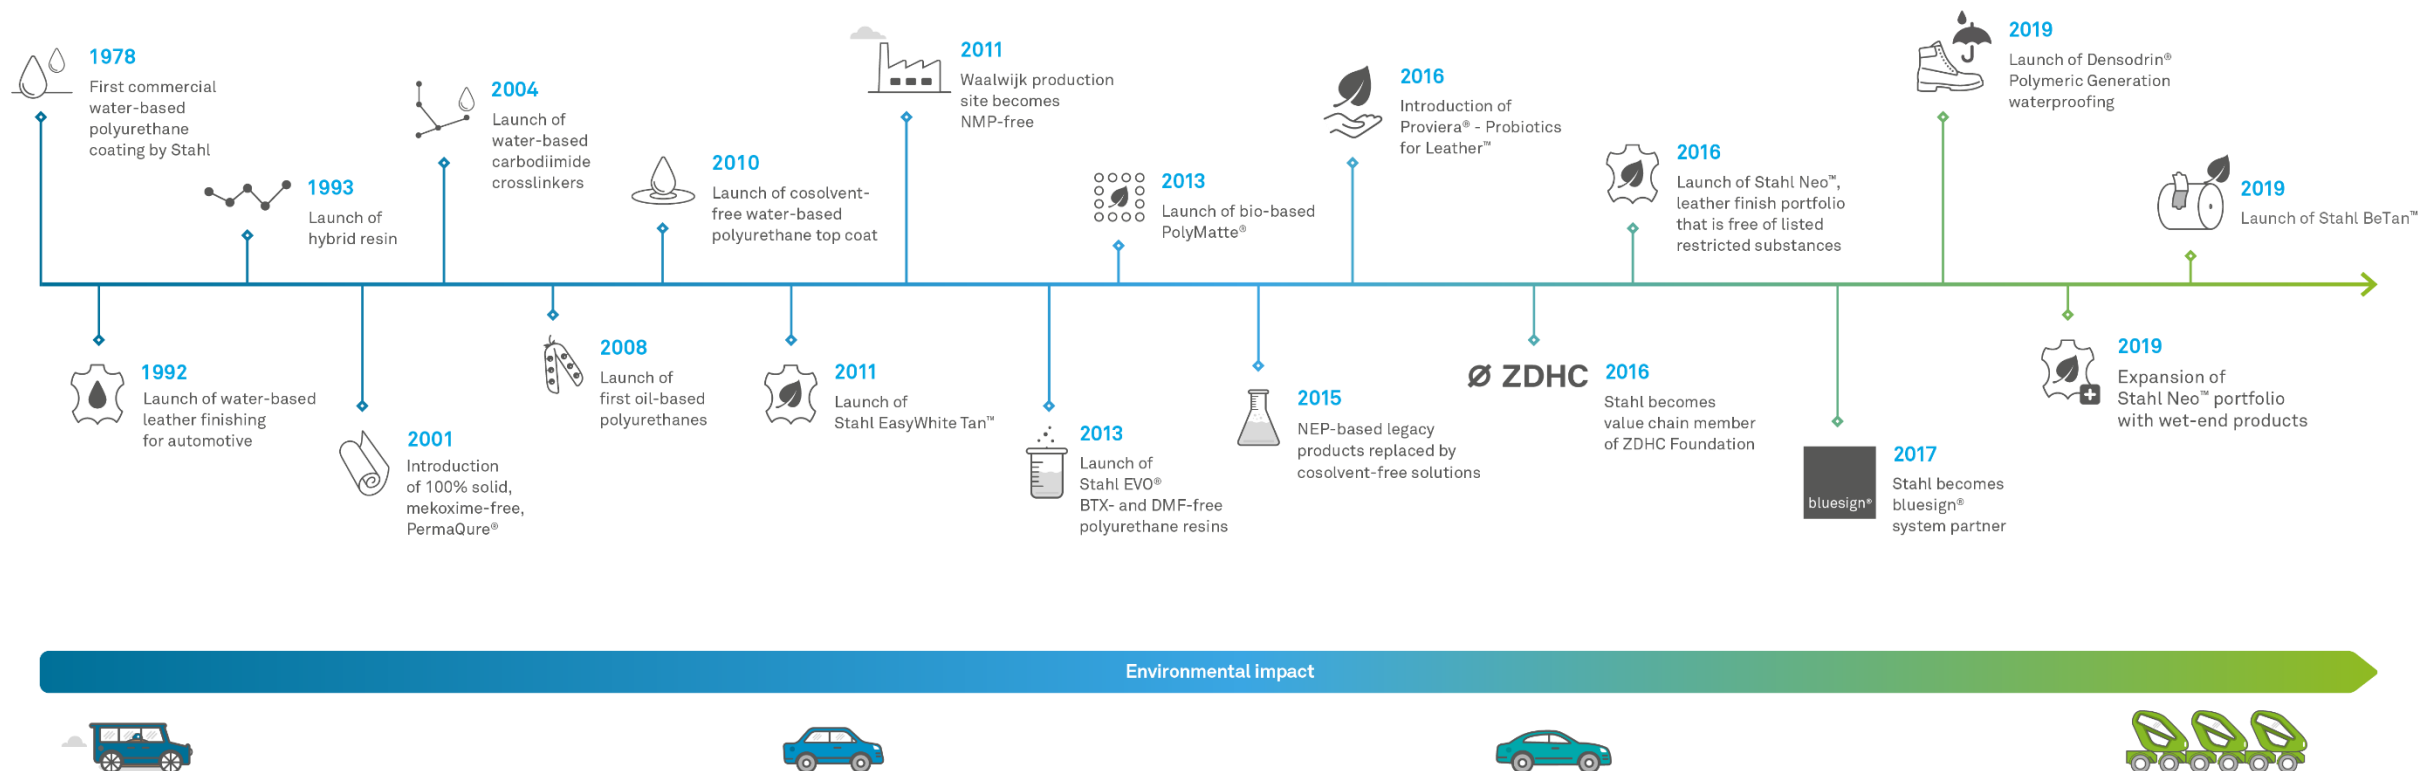 1978
First commercial
water-based
polyurethane
coating by Stahl
1992
Launch of water-based
leather finishing
for automotive
1993
Launch of
hybrid resin
2001
Introduction
of 100% solid,
mekoxime-free,
PermaQure®
2004
Launch of
water-based
carbodiimide
crosslinkers
2008
Launch of
first oil-based
polyurethanes
2010
Launch of cosolvent-
free water-based
polyurethane top coat
2011
Launch of
Stahl EasyWhite Tan™
2011
Waalwijk production
site becomes
NMP-free
2013
Launch of
Stahl EVO®
BTX- and DMF-free
polyurethane resins
2013
Launch of bio-based
PolyMatte®
2015
NEP-based legacy
products replaced by
cosolvent-free solutions
2016
Introduction of
Proviera® - Probiotics
for Leather™
ZDHC
2016
Stahl becomes
value chain member
of ZDHC Foundation
2016
Launch of Stahl Neo™,
leather finish portfolio
that is free of listed
restricted substances
bluesign®
2017
Stahl becomes
bluesign®
system partner
2019
Launch of Densodrin®
Polymeric Generation
waterproofing
2019
Expansion of
Stahl Neo™ portfolio
with wet-end products
2019
Launch of Stahl BeTan™
Environmental impact